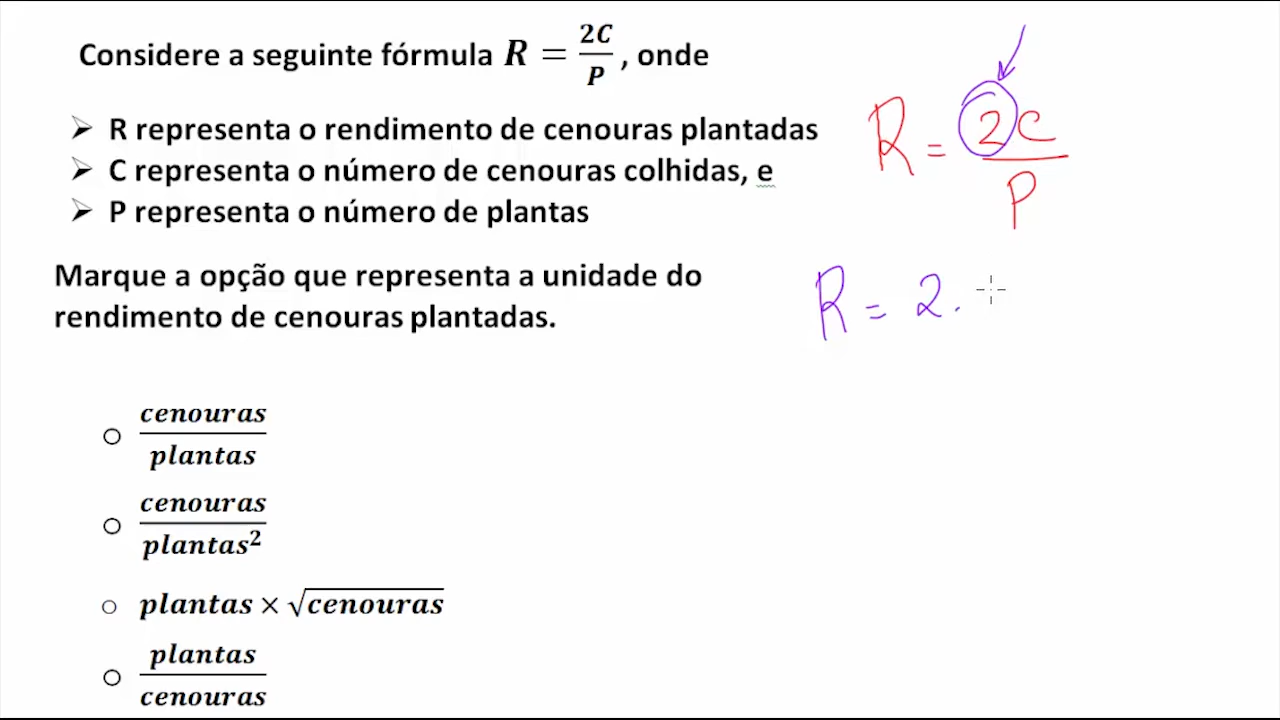 Considere a seguinte fórmula R = 2C/P , onde
➢ R representa o rendimento de cenouras plantadas
➢ C representa o número de cenouras colhidas, e
➢ P representa o número de plantas
Marque a opção que representa a unidade do
rendimento de cenouras plantadas.
○ cenouras/plantas
○ cenouras/plantas²
○ plantas × √cenouras
○ plantas/cenouras
R = 2C/P
R = 2.